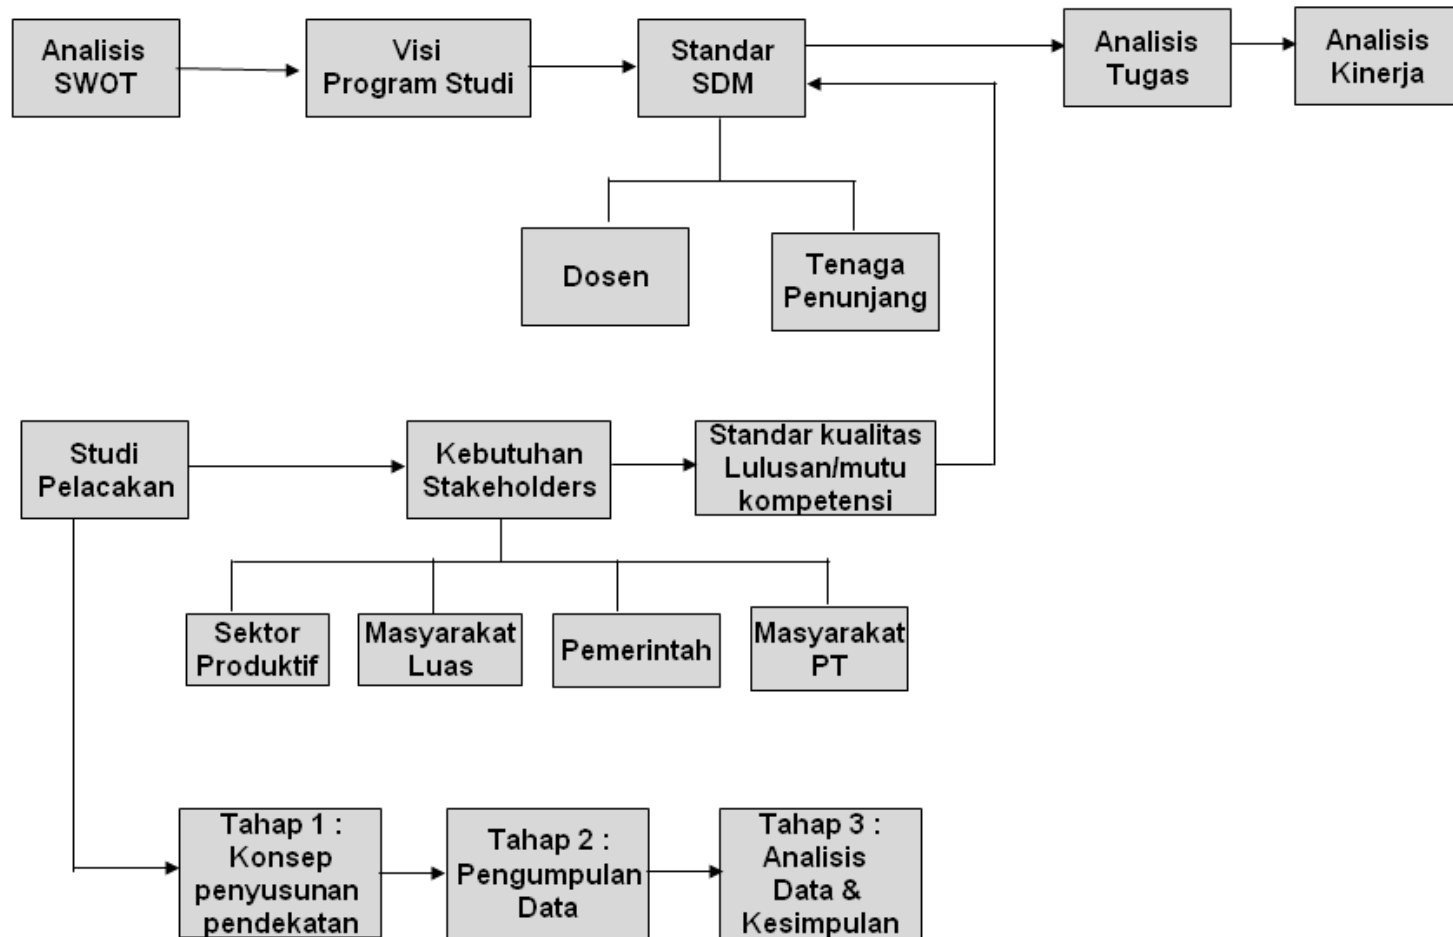 Analisis
SWOT
Visi
Program Studi
Standar
SDM
Analisis
Tugas
Analisis
Kinerja
Dosen
Tenaga
Penunjang
Studi
Pelacakan
Kebutuhan
Stakeholders
Standar kualitas
Lulusan/mutu
kompetensi
Sektor
Produktif
Masyarakat
Luas
Pemerintah
Masyarakat
PT
Tahap 1 :
Konsep
penyusunan
pendekatan
Tahap 2 :
Pengumpulan
Data
Tahap 3 :
Analisis
Data &
Kesimpulan